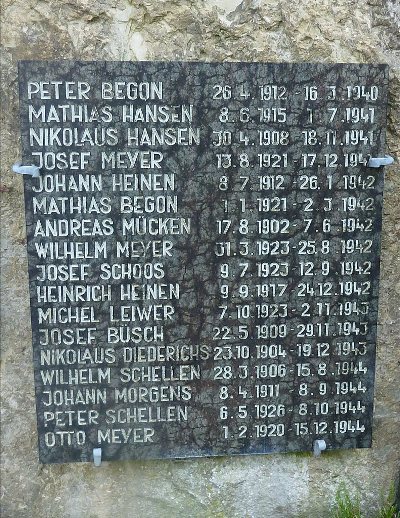 PETER BEGON 26.4.1912 - 16.3.1940
MATHIAS HANSEN 8.6.1915 - 1.7.1941
NIKOLAUS HANSEN 30.4.1908 - 18.11.1941
JOSEF MEYER 13.8.1921 - 17.12.1941
JOHANN HEINEN 8.7.1912 - 26.1.1942
MATHIAS BEGON 1.1.1921 - 2.3.1942
ANDREAS MÜCKEN 17.8.1902 - 7.6.1942
WILHELM MEYER 31.3.1923 - 25.8.1942
JOSEF SCHOOS 9.7.1923 - 12.9.1942
HEINRICH HEINEN 9.9.1917 - 24.12.1942
MICHEL LEIWER 7.10.1923 - 2.11.1943
JOSEF BUSCH 22.5.1909 - 29.11.1943
NIKOLAUS DIEDERICHS 23.10.1904 - 19.12.1943
WILHELM SCHELLEN 28.3.1906 - 15.8.1944
JOHANN MORGENS 8.4.1911 8.9.1944
PETER SCHELLEN 6.5.1926 - 8.10.1944
OTTO MEYER 1.2.1920 - 15.12.1944